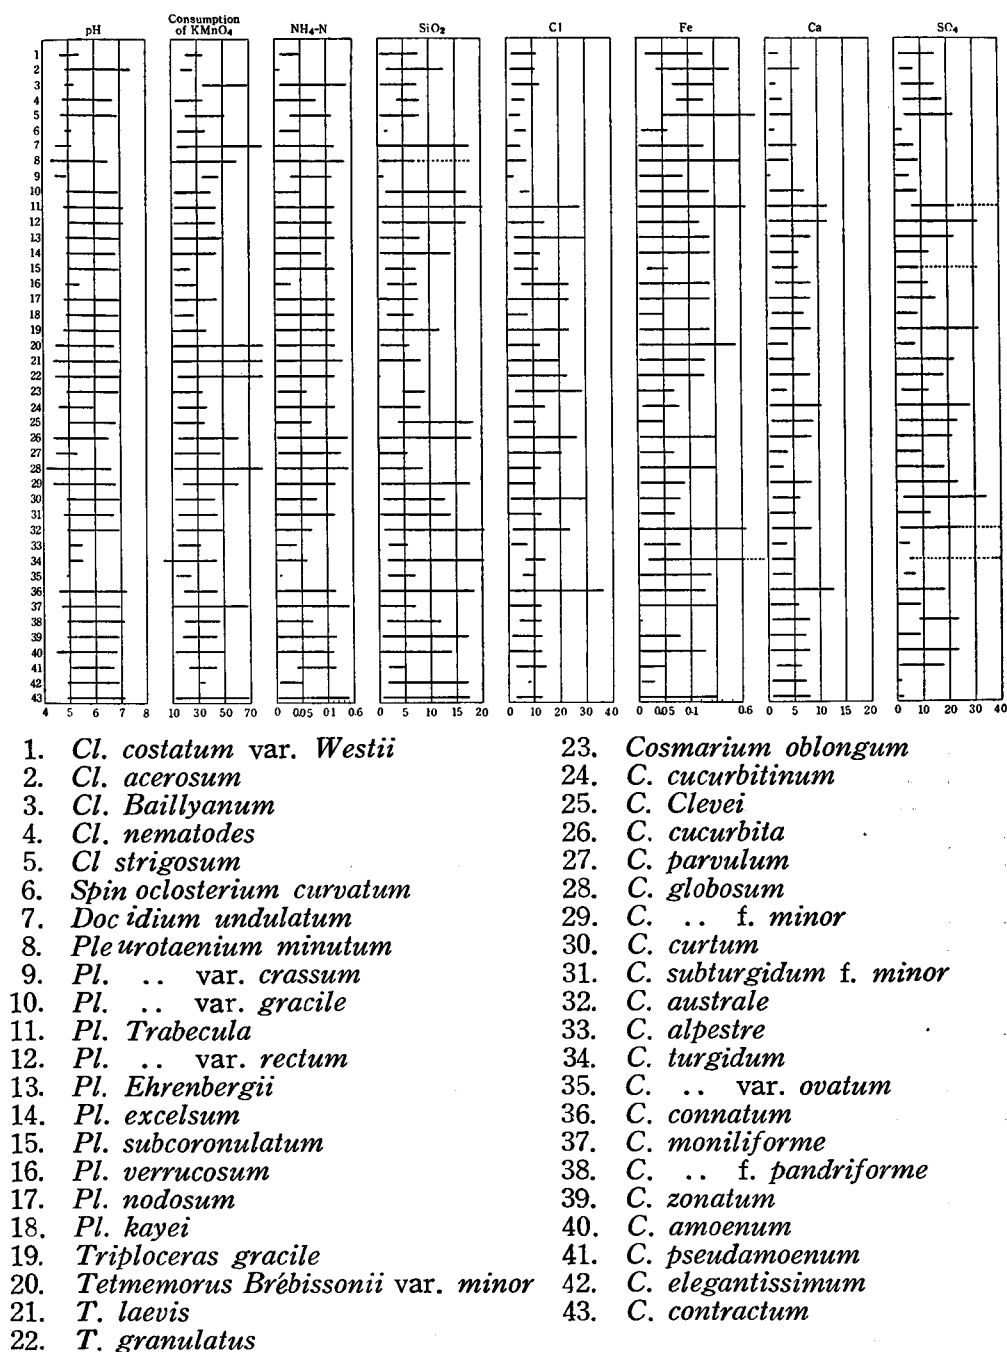 Consumption
pH of KMnO₄ NH₄-N SiO₂ Cl Fe Ca SO₄
1
2
3
4
5
6
7
8
9
10
11
12
13
14
15
16
17
18
19
20
21
22
23
24
25
26
27
28
29
30
31
32
33
34
35
36
37
38
39
40
41
42
43
4 5 6 7 8 10 30 50 70 0 0.05 0.1 0.6 0 5 10 15 20 0 10 20 30 40 0 0.05 0.1 0.6 0 5 10 15 20 0 10 20 30 40
1. Cl. costatum var. Westii
2. Cl. acerosum
3. Cl. Baillyanum
4. Cl. nematodes
5. Cl strigosum
6. Spin oclosterium curvatum
7. Doc idium undulatum
8. Ple urotaenium minutum
9. Pl. .. var. crassum
10. Pl. .. var. gracile
11. Pl. Trabecula
12. Pl. .. var. rectum
13. Pl. Ehrenbergii
14. Pl. excelsum
15. Pl. subcoronulatum
16. Pl. verrucosum
17. Pl. nodosum
18. Pl. kayei
19. Triploceras gracile
20. Tetmemorus Brébissonii var. minor
21. T. laevis
22. T. granulatus
23. Cosmarium oblongum
24. C. cucurbitinum
25. C. Clevei
26. C. cucurbita
27. C. parvulum
28. C. globosum
29. C. .. f. minor
30. C. curtum
31. C. subturgidum f. minor
32. C. australe
33. C. alpestre
34. C. turgidum
35. C. .. var. ovatum
36. C. connatum
37. C. moniliforme
38. C. .. f. pandriforme
39. C. zonatum
40. C. amoenum
41. C. pseudamoenum
42. C. elegantissimum
43. C. contractum